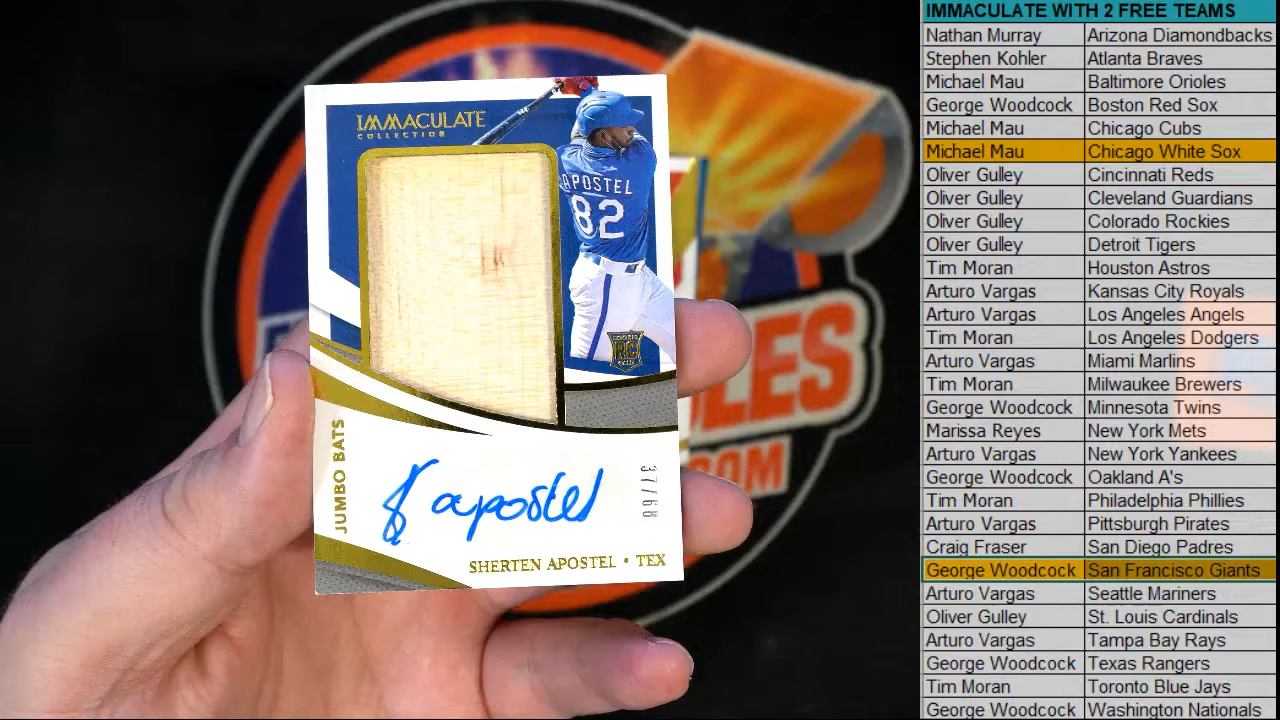 IMMACULATE
COLLECTION
APOSTEL
82
ROOKIE
RC
JUMBO BATS
apostel
37/68
SHERTEN APOSTEL • TEX
LES
.COM
IMMACULATE WITH 2 FREE TEAMS
Nathan Murray Arizona Diamondbacks
Stephen Kohler Atlanta Braves
Michael Mau Baltimore Orioles
George Woodcock Boston Red Sox
Michael Mau Chicago Cubs
Michael Mau Chicago White Sox
Oliver Gulley Cincinnati Reds
Oliver Gulley Cleveland Guardians
Oliver Gulley Colorado Rockies
Oliver Gulley Detroit Tigers
Tim Moran Houston Astros
Arturo Vargas Kansas City Royals
Arturo Vargas Los Angeles Angels
Tim Moran Los Angeles Dodgers
Arturo Vargas Miami Marlins
Tim Moran Milwaukee Brewers
George Woodcock Minnesota Twins
Marissa Reyes New York Mets
Arturo Vargas New York Yankees
George Woodcock Oakland A's
Tim Moran Philadelphia Phillies
Arturo Vargas Pittsburgh Pirates
Craig Fraser San Diego Padres
George Woodcock San Francisco Giants
Arturo Vargas Seattle Mariners
Oliver Gulley St. Louis Cardinals
Arturo Vargas Tampa Bay Rays
George Woodcock Texas Rangers
Tim Moran Toronto Blue Jays
George Woodcock Washington Nationals